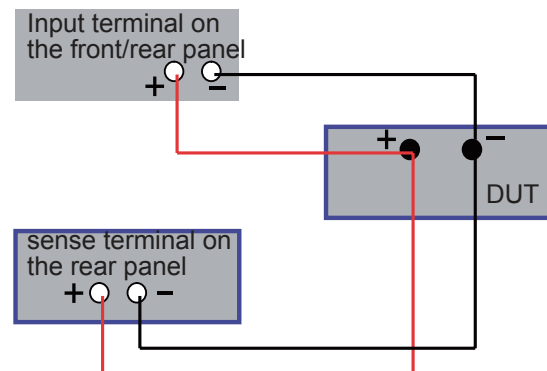 Input terminal on
the front/rear panel
+ −
+ −
DUT
sense terminal on
the rear panel
+ −